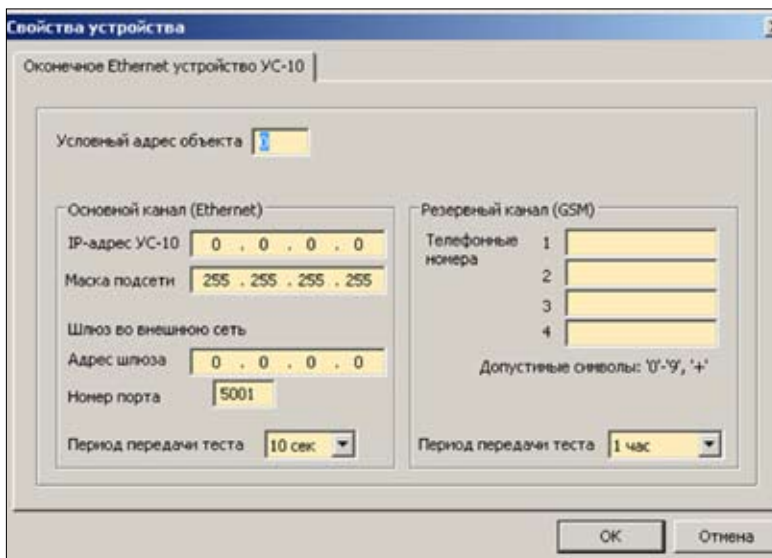 Свойства устройства
Оконечное Ethernet устройство УС-10
Условный адрес объекта 0
Основной канал (Ethernet)
IP-адрес УС-10 0 . 0 . 0 . 0
Маска подсети 255 . 255 . 255 . 255
Шлюз во внешнюю сеть
Адрес шлюза 0 . 0 . 0 . 0
Номер порта 5001
Период передачи теста 10 сек
Резервный канал (GSM)
Телефонные номера 1
2
3
4
Допустимые символы: '0'-'9', '+'
Период передачи теста 1 час
OK Отмена